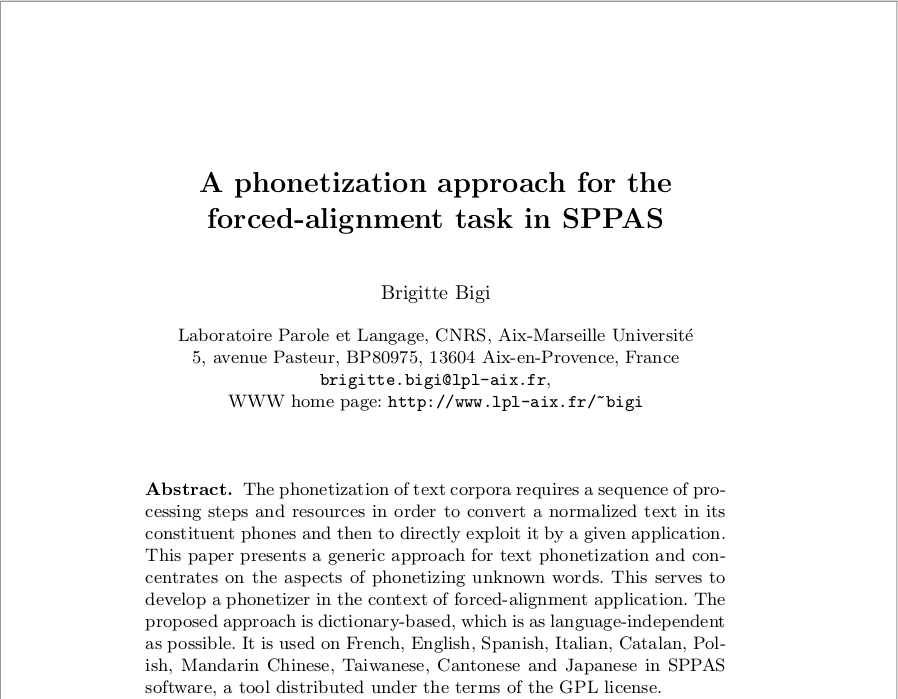 A phonetization approach for the
forced-alignment task in SPPAS
Brigitte Bigi
Laboratoire Parole et Langage, CNRS, Aix-Marseille Université
5, avenue Pasteur, BP80975, 13604 Aix-en-Provence, France
brigitte.bigi@lpl-aix.fr,
WWW home page: http://www.lpl-aix.fr/~bigi
Abstract. The phonetization of text corpora requires a sequence of pro-
cessing steps and resources in order to convert a normalized text in its
constituent phones and then to directly exploit it by a given application.
This paper presents a generic approach for text phonetization and con-
centrates on the aspects of phonetizing unknown words. This serves to
develop a phonetizer in the context of forced-alignment application. The
proposed approach is dictionary-based, which is as language-independent
as possible. It is used on French, English, Spanish, Italian, Catalan, Pol-
ish, Mandarin Chinese, Taiwanese, Cantonese and Japanese in SPPAS
software, a tool distributed under the terms of the GPL license.